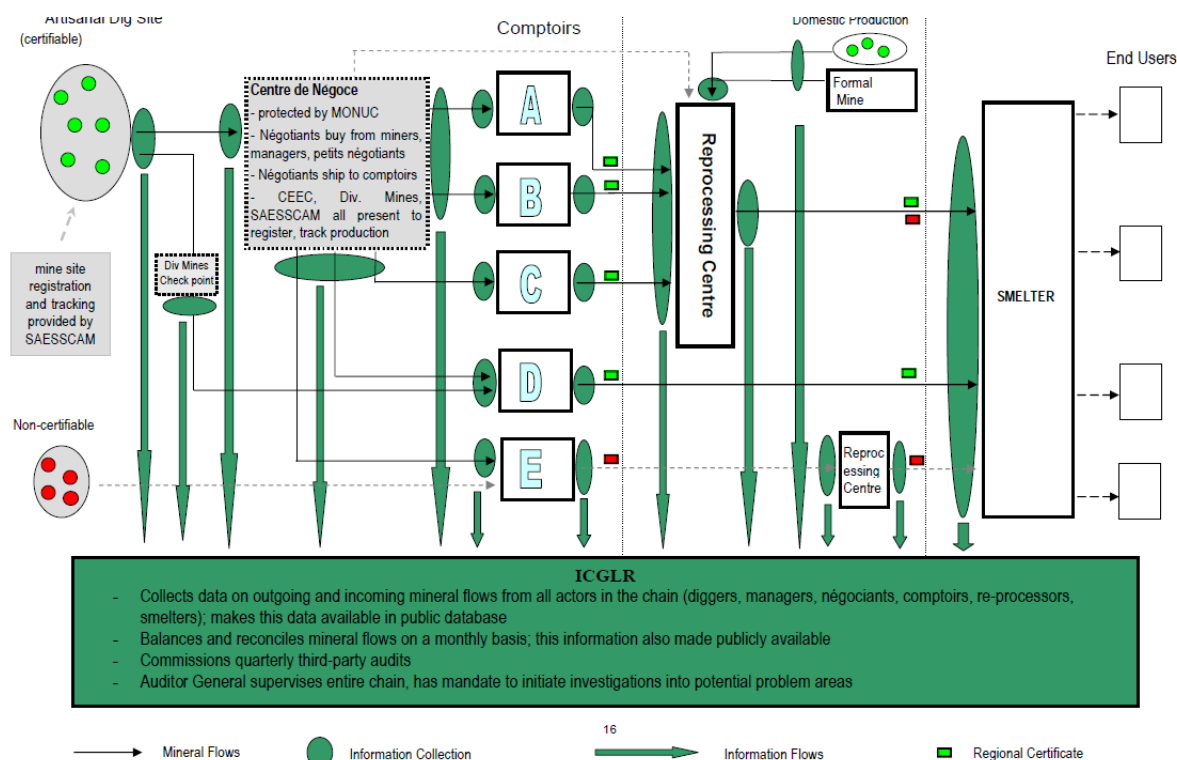 Artisanal Dig Site
(certifiable)
Comptoirs
Domestic Production
End Users
Formal
Mine
Centre de Négoce
- protected by MONUC
- Négotiants buy from miners,
managers, petits négotiants
- Négotiants ship to comptoirs
- CEEC, Div. Mines,
SAESSCAM all present to
register, track production
A
B
C
D
E
Reprocessing Centre
mine site
registration
and tracking
provided by
SAESSCAM
Div Mines
Check point
SMELTER
Non-certifiable
Reproc
essing
Centre
ICGLR
- Collects data on outgoing and incoming mineral flows from all actors in the chain (diggers, managers, négociants, comptoirs, re-processors,
smelters); makes this data available in public database
- Balances and reconciles mineral flows on a monthly basis; this information also made publicly available
- Commissions quarterly third-party audits
- Auditor General supervises entire chain, has mandate to initiate investigations into potential problem areas
16
Mineral Flows
Information Collection
Information Flows
Regional Certificate